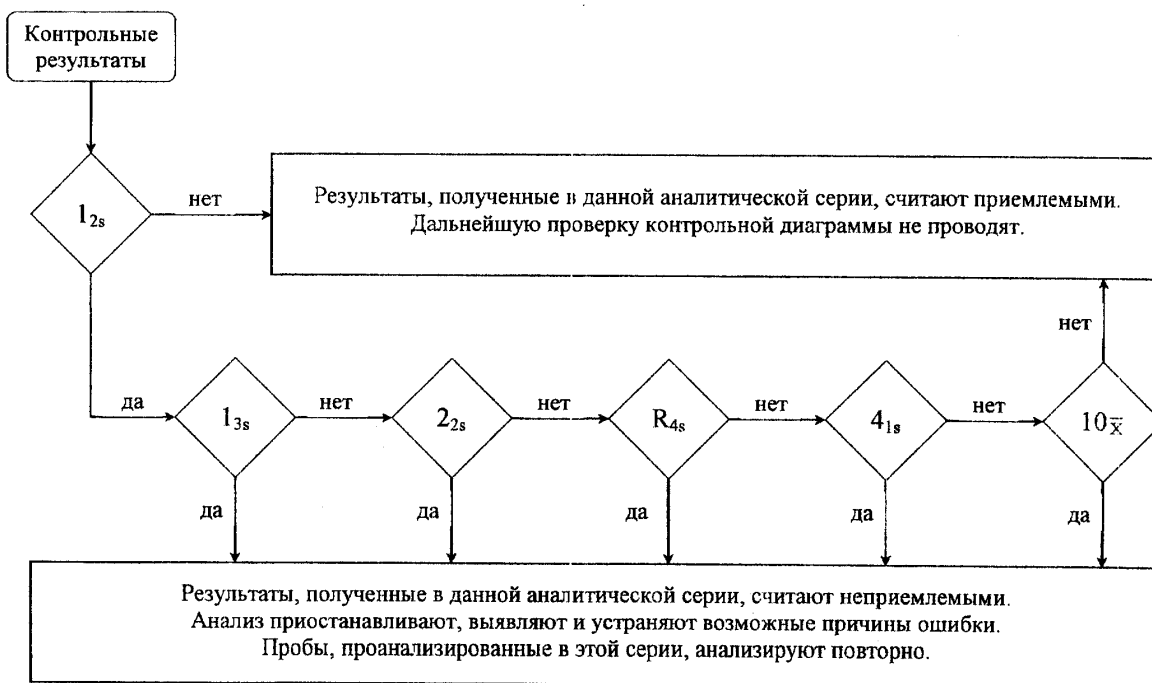 Контрольные
результаты
1₂ₛ
нет
Результаты, полученные в данной аналитической серии, считают приемлемыми.
Дальнейшую проверку контрольной диаграммы не проводят.
нет
да
1₃ₛ
нет
2₂ₛ
нет
R₄ₛ
нет
4₁ₛ
нет
10x̅
да
да
да
да
да
Результаты, полученные в данной аналитической серии, считают неприемлемыми.
Анализ приостанавливают, выявляют и устраняют возможные причины ошибки.
Пробы, проанализированные в этой серии, анализируют повторно.